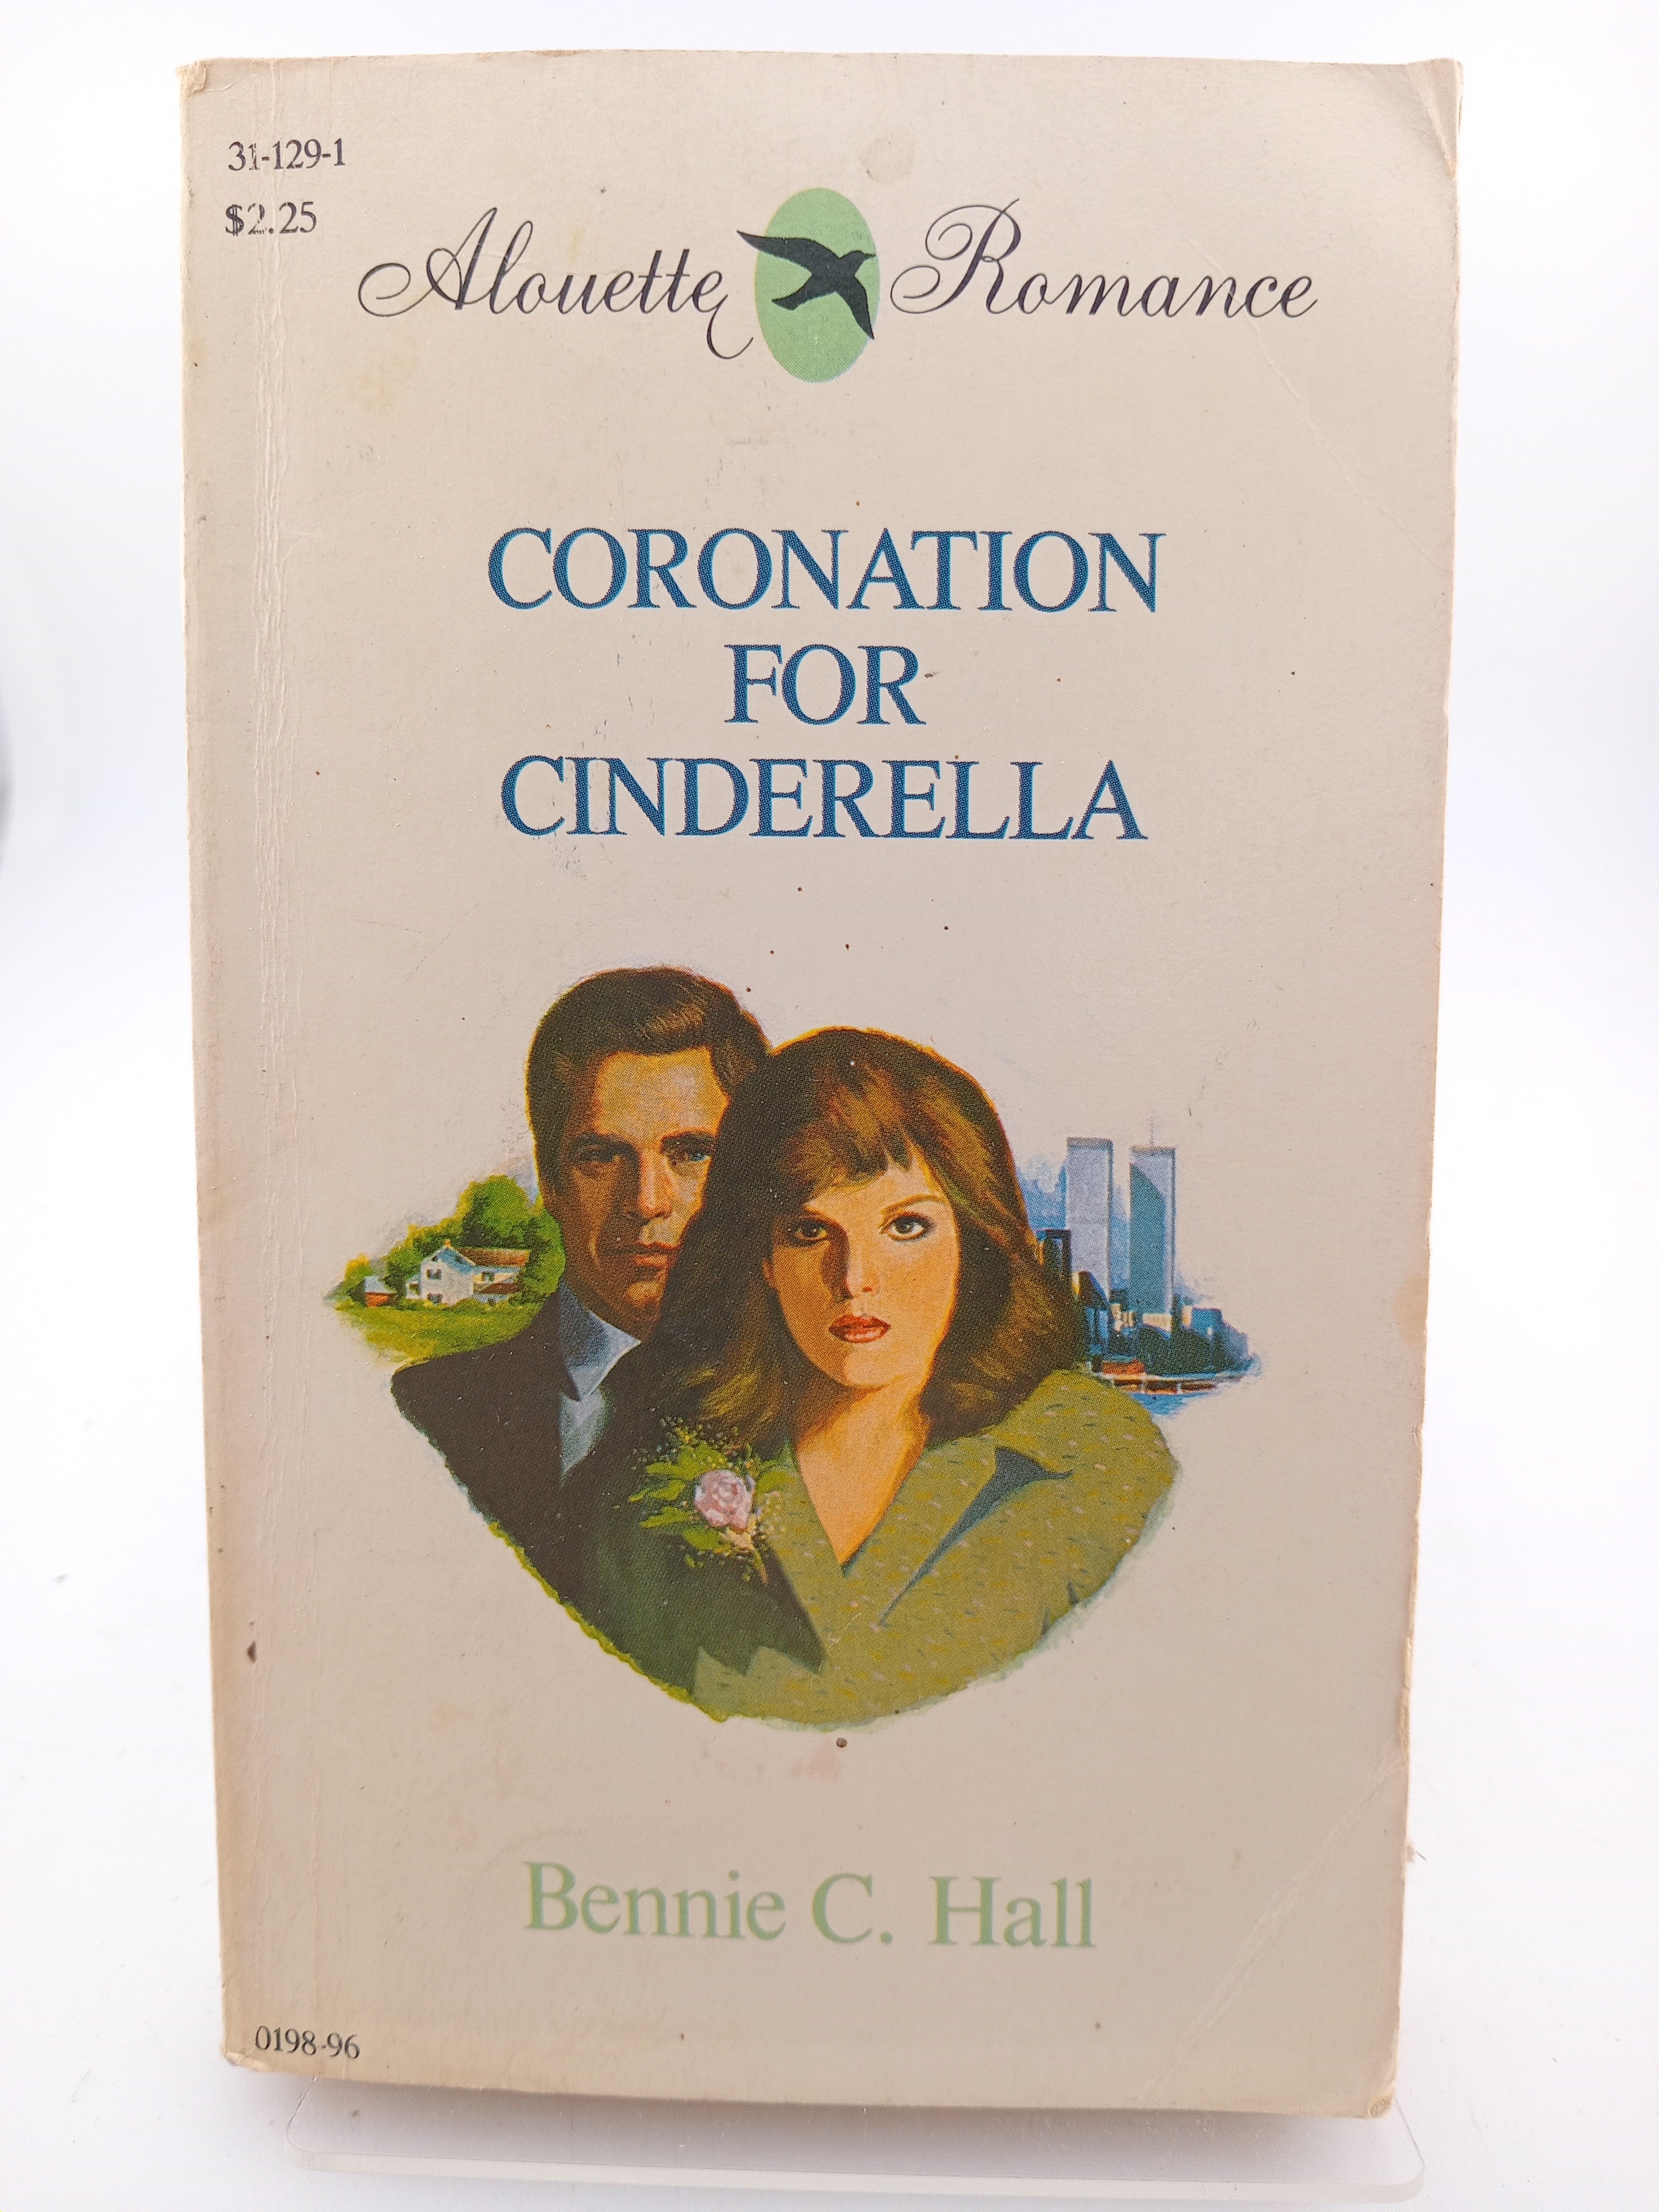 31-129-1
$2.25
Alouette Romance
CORONATION
FOR
CINDERELLA
Bennie C. Hall
0198-96